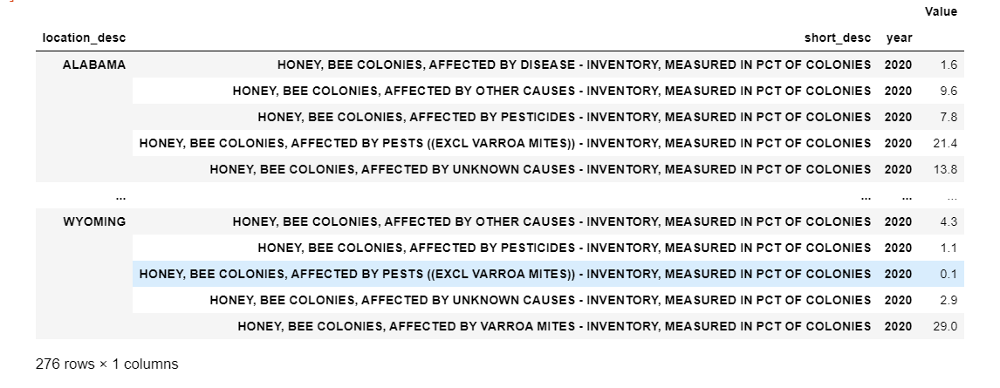 Value
location_desc short_desc year
ALABAMA HONEY, BEE COLONIES, AFFECTED BY DISEASE - INVENTORY, MEASURED IN PCT OF COLONIES 2020 1.6
HONEY, BEE COLONIES, AFFECTED BY OTHER CAUSES - INVENTORY, MEASURED IN PCT OF COLONIES 2020 9.6
HONEY, BEE COLONIES, AFFECTED BY PESTICIDES - INVENTORY, MEASURED IN PCT OF COLONIES 2020 7.8
HONEY, BEE COLONIES, AFFECTED BY PESTS ((EXCL VARROA MITES)) - INVENTORY, MEASURED IN PCT OF COLONIES 2020 21.4
HONEY, BEE COLONIES, AFFECTED BY UNKNOWN CAUSES - INVENTORY, MEASURED IN PCT OF COLONIES 2020 13.8
... ... ... ...
WYOMING HONEY, BEE COLONIES, AFFECTED BY OTHER CAUSES - INVENTORY, MEASURED IN PCT OF COLONIES 2020 4.3
HONEY, BEE COLONIES, AFFECTED BY PESTICIDES - INVENTORY, MEASURED IN PCT OF COLONIES 2020 1.1
HONEY, BEE COLONIES, AFFECTED BY PESTS ((EXCL VARROA MITES)) - INVENTORY, MEASURED IN PCT OF COLONIES 2020 0.1
HONEY, BEE COLONIES, AFFECTED BY UNKNOWN CAUSES - INVENTORY, MEASURED IN PCT OF COLONIES 2020 2.9
HONEY, BEE COLONIES, AFFECTED BY VARROA MITES - INVENTORY, MEASURED IN PCT OF COLONIES 2020 29.0
276 rows × 1 columns